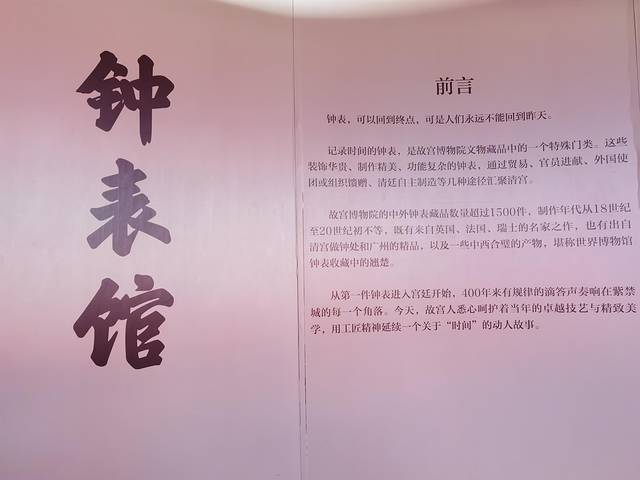 钟表馆
前言
钟表，可以回到终点，可是人们永远不能回到昨天。
记录时间的钟表，是故宫博物院文物藏品中的一个特殊门类。这些
装饰华贵、制作精美、功能复杂的钟表，通过贸易、官员进献、外国使
团或组织馈赠、清廷自主制造等几种途径汇聚清宫。
故宫博物院的中外钟表藏品数量超过1500件，制作年代从18世纪
至20世纪初不等，既有来自英国、法国、瑞士的名家之作，也有出自
清宫做钟处和广州的精品，以及一些中西合璧的产物，堪称世界博物馆
钟表收藏中的翘楚。
从第一件钟表进入宫廷开始，400年来有规律的滴答声奏响在紫禁
城的每一个角落。今天，故宫人悉心呵护着当年的卓越技艺与精致美
学，用工匠精神延续一个关于“时间”的动人故事。